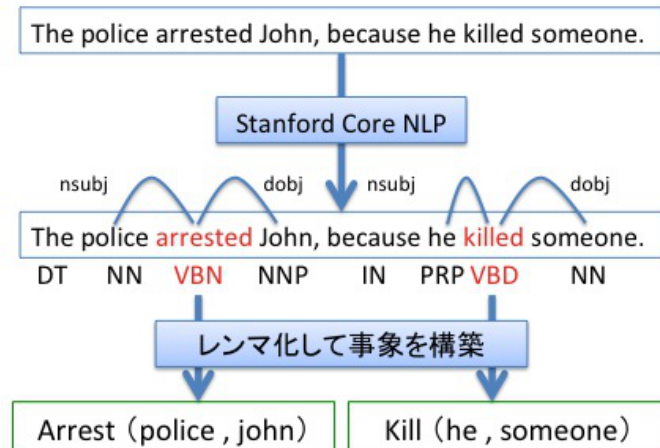 The police arrested John, because he killed someone.
Stanford Core NLP
nsubj dobj nsubj dobj
The police arrested John, because he killed someone.
DT NN VBN NNP IN PRP VBD NN
レンマ化して事象を構築
Arrest（police , john） Kill（he , someone）